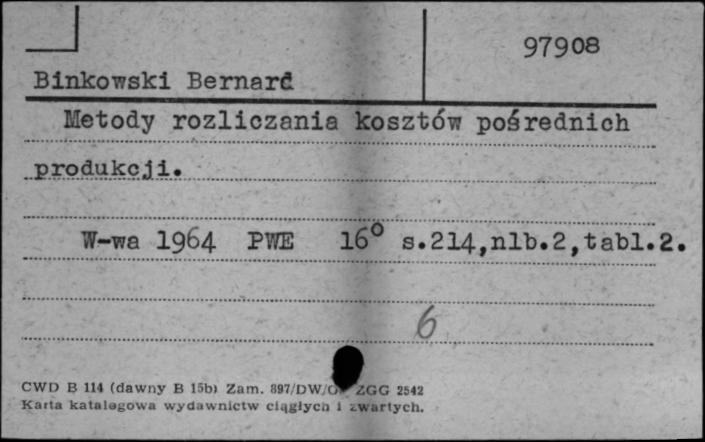 97908
Binkowski Bernard
Metody rozliczania kosztów pośrednich
produkcji.
W-wa 1964 PWE 16° s.214,nlb.2,tabl.2.
6
CWD B 114 (dawny B 15b) Zam. 897/DW/ ZGG 2542
Karta katalogowa wydawnictw ciągłych i zwartych.